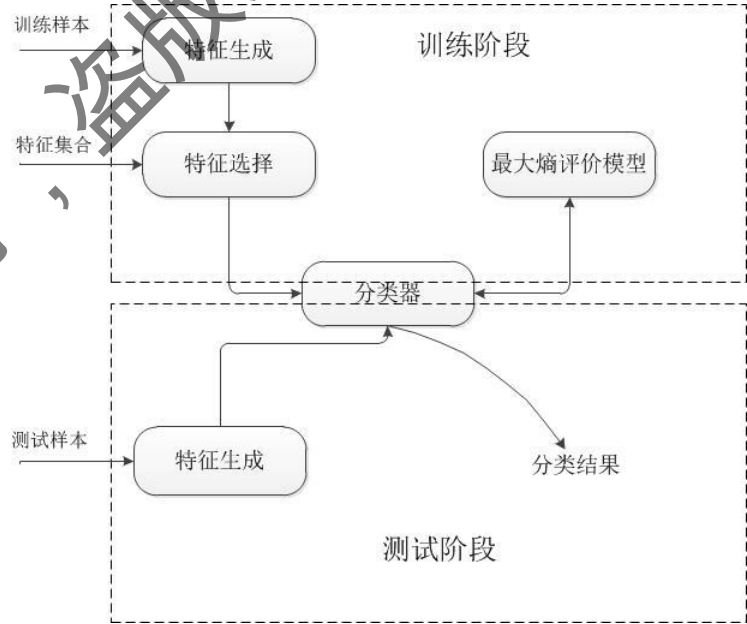 训练样本
特征生成
训练阶段
特征集合
特征选择
最大熵评价模型
分类器
测试样本
特征生成
分类结果
测试阶段
，盗版